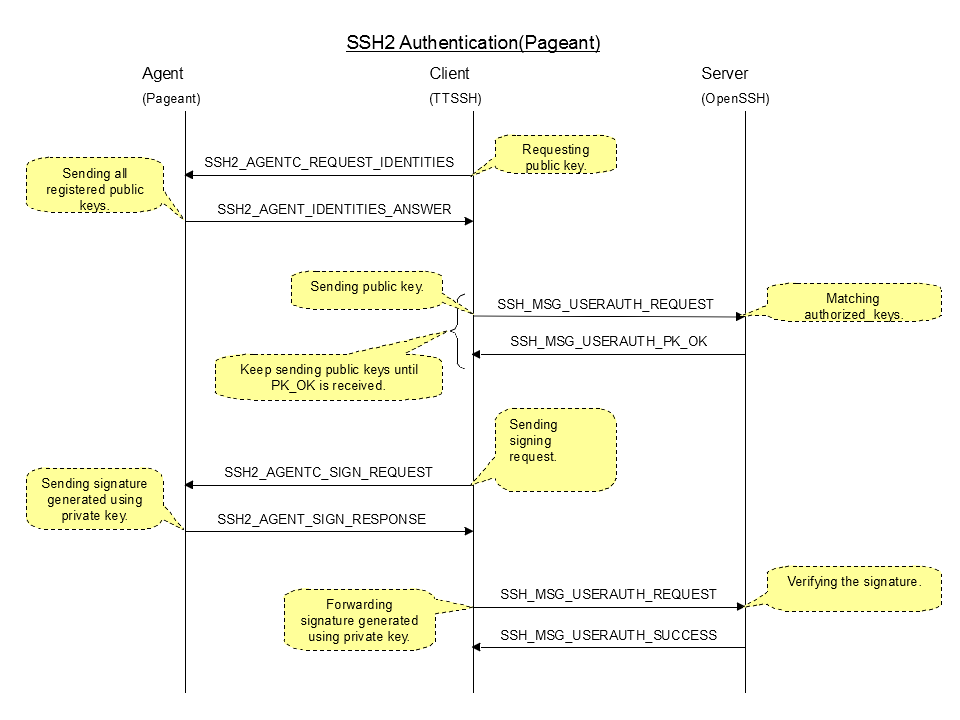 SSH2 Authentication(Pageant)
Agent
Client
Server
(Pageant)
(TTSSH)
(OpenSSH)
Requesting
public key.
SSH2_AGENTC_REQUEST_IDENTITIES
Sending all
registered public
keys.
SSH2_AGENT_IDENTITIES_ANSWER
Sending public key.
SSH_MSG_USERAUTH_REQUEST
Matching
authorized_keys.
SSH_MSG_USERAUTH_PK_OK
Keep sending public keys until
PK_OK is received.
Sending
signing
request.
SSH2_AGENTC_SIGN_REQUEST
Sending signature
generated using
private key.
SSH2_AGENT_SIGN_RESPONSE
Verifying the signature.
SSH_MSG_USERAUTH_REQUEST
Forwarding
signature generated
using private key.
SSH_MSG_USERAUTH_SUCCESS